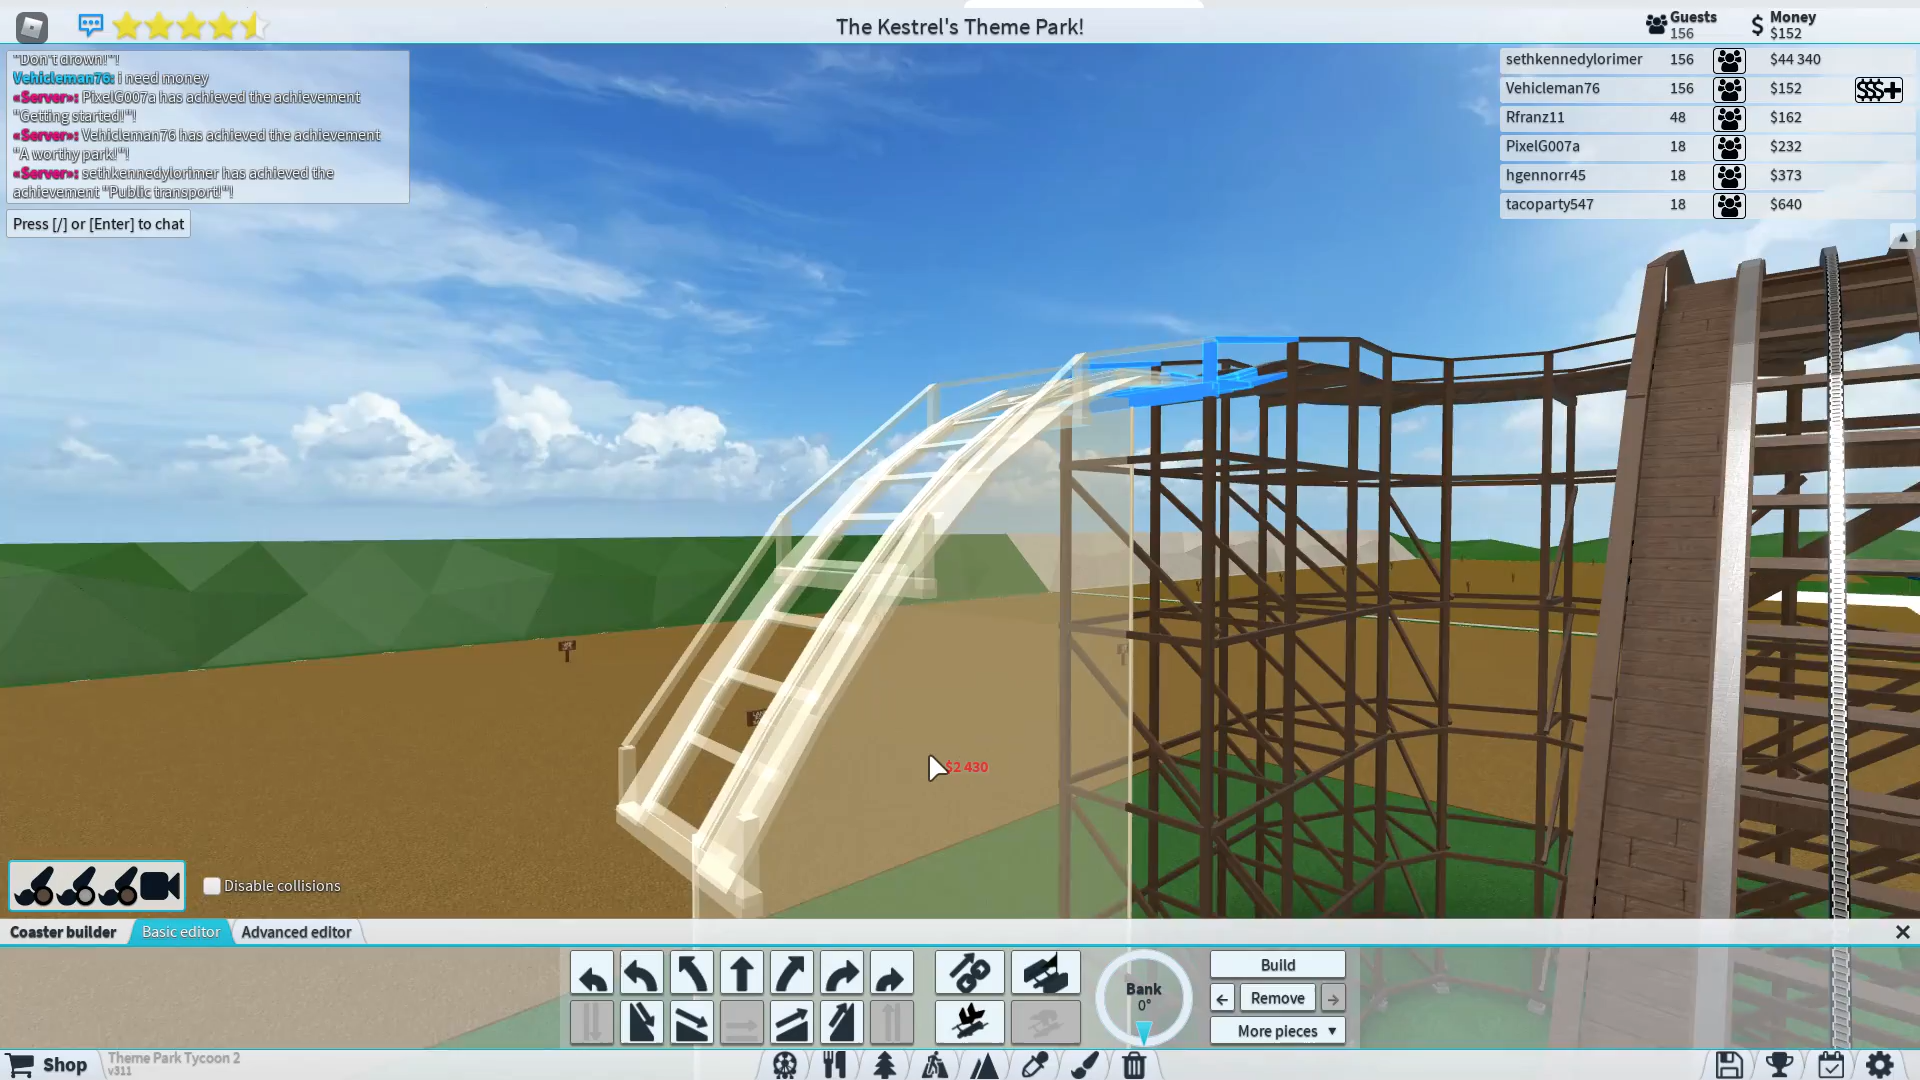 The Kestrel's Theme Park!
Guests
156
Money
$152
"Don't drown!"!
Vehicleman76: i need money
«Server»: PixelG007a has achieved the achievement
"Getting started!"!
«Server»: Vehicleman76 has achieved the achievement
"A worthy park!"!
«Server»: sethkennedylorimer has achieved the
achievement "Public transport!"!
Press [/] or [Enter] to chat
sethkennedylorimer 156 $44 340
Vehicleman76 156 $152 $$$+
Rfranz11 48 $162
PixelG007a 18 $232
hgennorr45 18 $373
tacoparty547 18 $640
$2 430
Disable collisions
Coaster builder Basic editor Advanced editor
Bank
0°
Build
Remove
More pieces
Shop
Theme Park Tycoon 2
v311